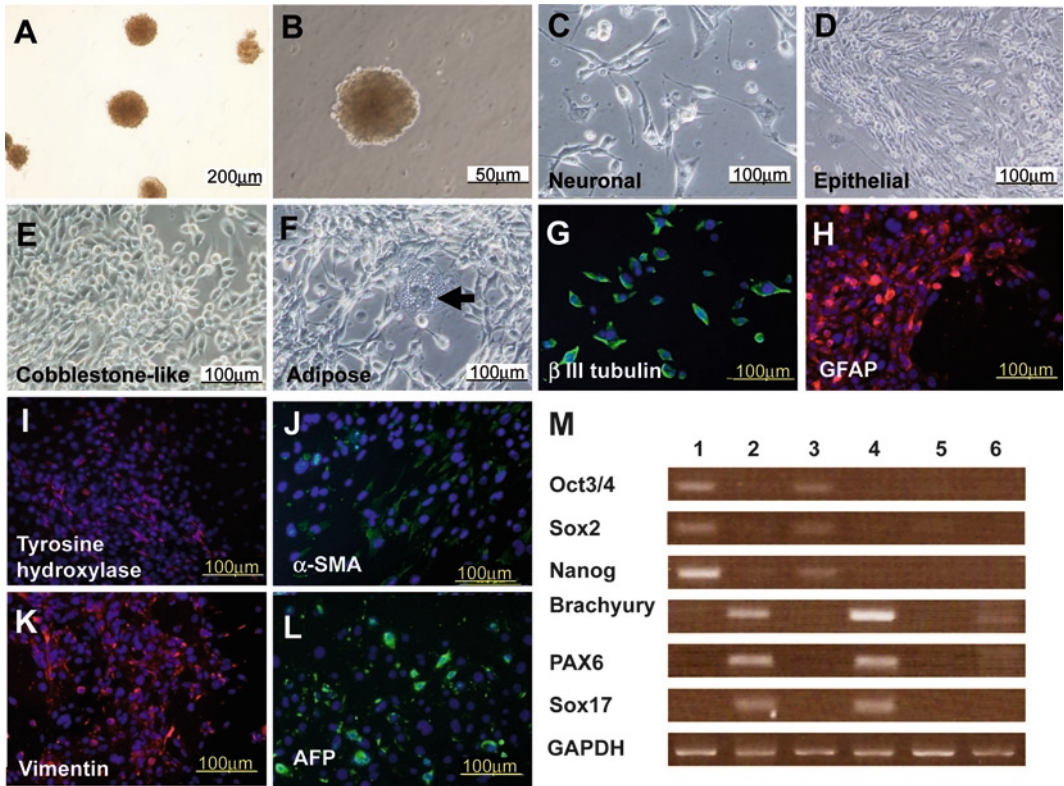 A
200µm
B
50µm
C
Neuronal
100µm
D
Epithelial
100µm
E
Cobblestone-like
100µm
F
Adipose
100µm
G
β III tubulin
100µm
H
GFAP
100µm
I
Tyrosine
hydroxylase
100µm
J
α-SMA
100µm
K
Vimentin
100µm
L
AFP
100µm
M
1 2 3 4 5 6
Oct3/4
Sox2
Nanog
Brachyury
PAX6
Sox17
GAPDH